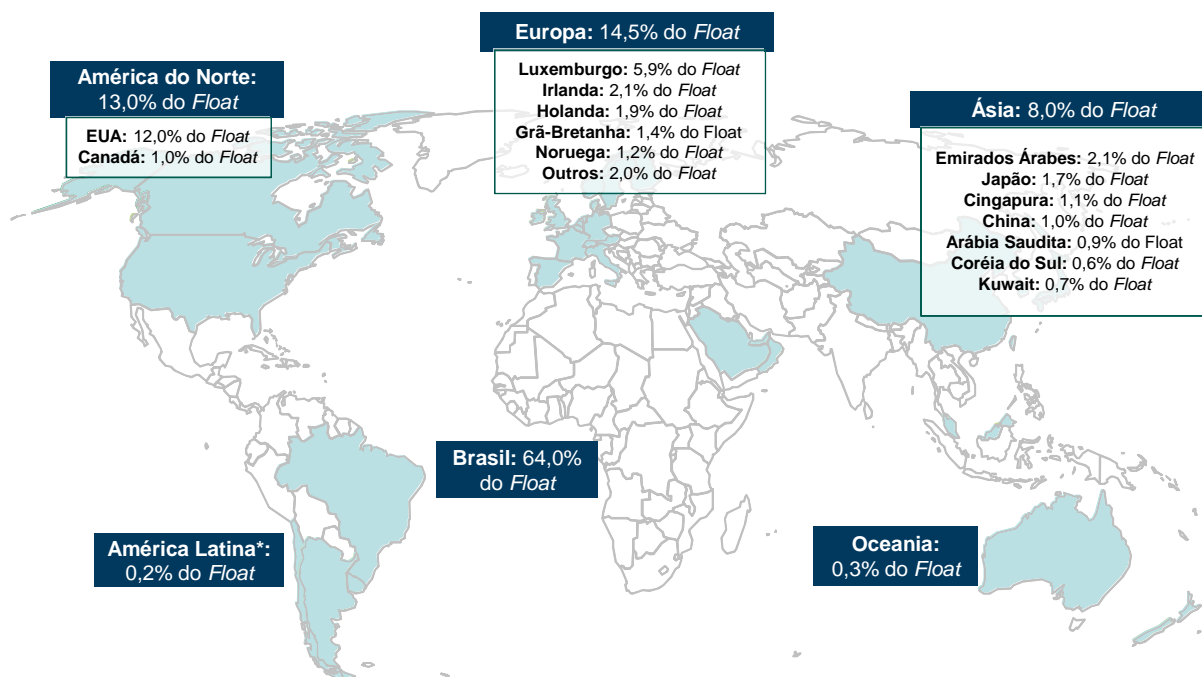 Europa: 14,5% do Float
Luxemburgo: 5,9% do Float
Irlanda: 2,1% do Float
Holanda: 1,9% do Float
Grã-Bretanha: 1,4% do Float
Noruega: 1,2% do Float
Outros: 2,0% do Float
América do Norte:
13,0% do Float
EUA: 12,0% do Float
Canadá: 1,0% do Float
Ásia: 8,0% do Float
Emirados Árabes: 2,1% do Float
Japão: 1,7% do Float
Cingapura: 1,1% do Float
China: 1,0% do Float
Arábia Saudita: 0,9% do Float
Coréia do Sul: 0,6% do Float
Kuwait: 0,7% do Float
Brasil: 64,0%
do Float
América Latina*:
0,2% do Float
Oceania:
0,3% do Float